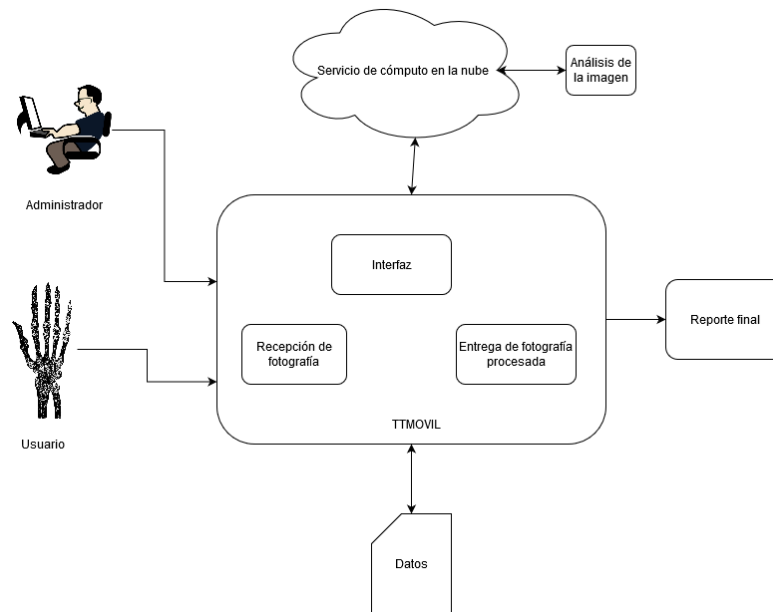 Servicio de cómputo en la nube
Análisis de
la imagen
Administrador
Interfaz
Recepción de
fotografía
Entrega de fotografía
procesada
Reporte final
TTMOVIL
Usuario
Datos